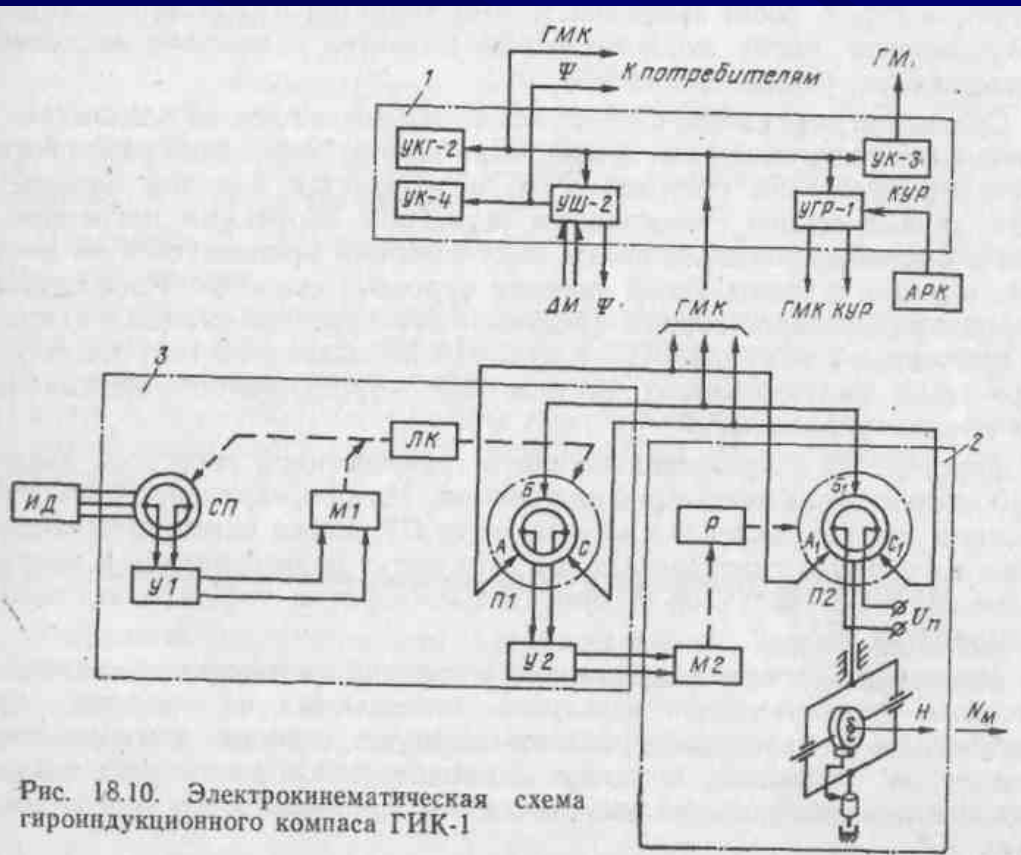 ГМК
ГМ.
Ψ
К потребителям
1
УКГ-2
УК-3
УК-4
УШ-2
УГР-1
КУР
АРК
ΔМ Ψ ГМК ГМК КУР
3
2
ЛК
Б
Б₁
ИД
СП
М1
А
С
Р
А₁
С₁
У1
П1
П2
Uп
У2
М2
Н
Nм
Рис. 18.10. Электрокинематическая схема
гироиндукционного компаса ГИК-1